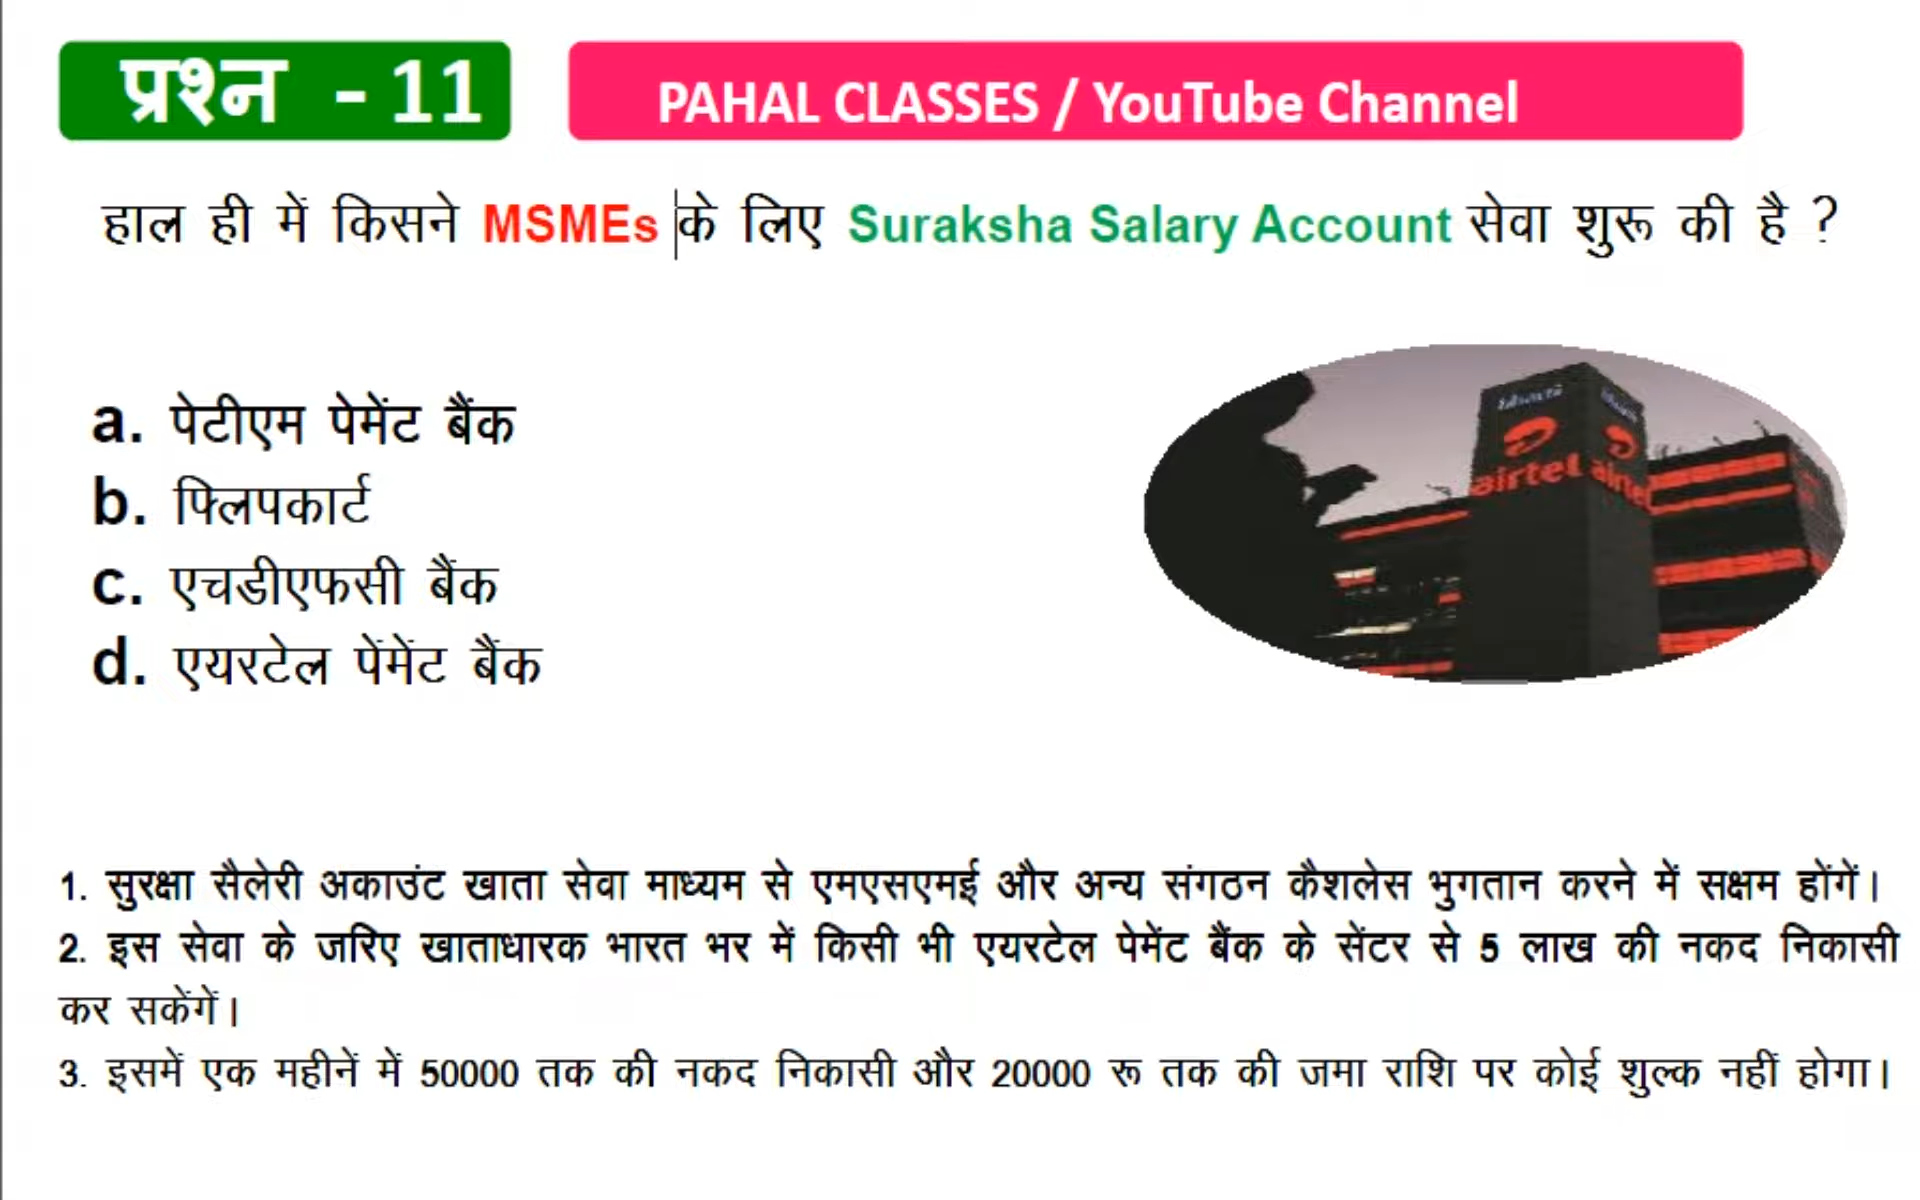 प्रश्न - 11
PAHAL CLASSES / YouTube Channel
हाल ही में किसने MSMEs के लिए Suraksha Salary Account सेवा शुरू की है ?
a. पेटीएम पेमेंट बैंक
b. फ्लिपकार्ट
c. एचडीएफसी बैंक
d. एयरटेल पेंमेंट बैंक
airtel airtel
1. सुरक्षा सैलेरी अकाउंट खाता सेवा माध्यम से एमएसएमई और अन्य संगठन कैशलेस भुगतान करने में सक्षम होंगें।
2. इस सेवा के जरिए खाताधारक भारत भर में किसी भी एयरटेल पेमेंट बैंक के सेंटर से 5 लाख की नकद निकासी
कर सकेंगें।
3. इसमें एक महीनें में 50000 तक की नकद निकासी और 20000 रू तक की जमा राशि पर कोई शुल्क नहीं होगा।